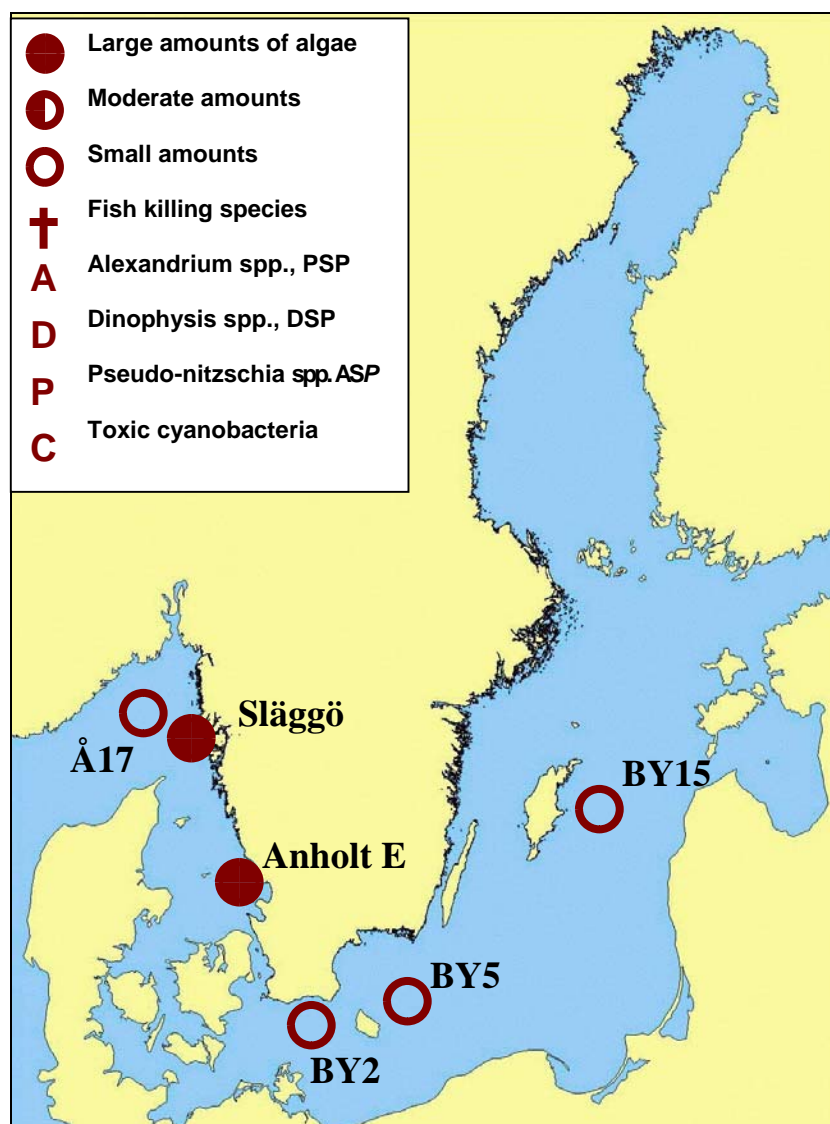 Large amounts of algae
Moderate amounts
Small amounts
Fish killing species
A Alexandrium spp., PSP
D Dinophysis spp., DSP
P Pseudo-nitzschia spp. ASP
C Toxic cyanobacteria
Släggö
Å17
BY15
Anholt E
BY5
BY2